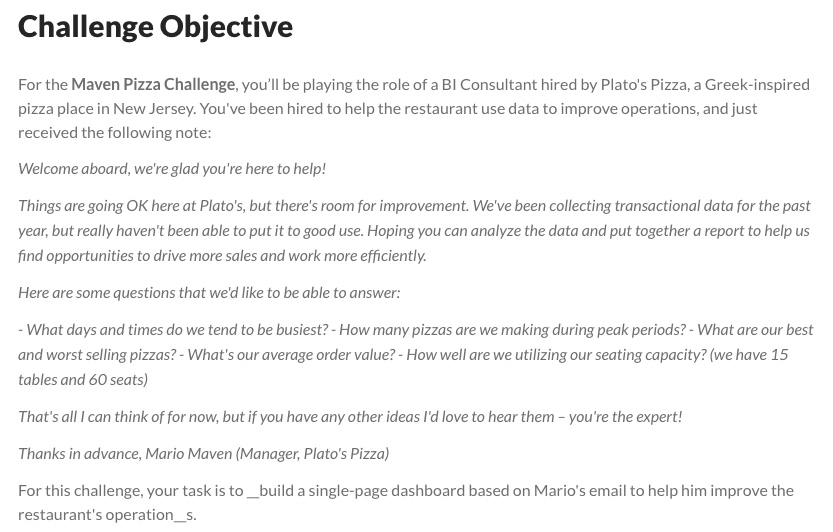 Challenge Objective
For the Maven Pizza Challenge, you’ll be playing the role of a BI Consultant hired by Plato's Pizza, a Greek-inspired
pizza place in New Jersey. You've been hired to help the restaurant use data to improve operations, and just
received the following note:
Welcome aboard, we're glad you're here to help!
Things are going OK here at Plato's, but there's room for improvement. We've been collecting transactional data for the past
year, but really haven't been able to put it to good use. Hoping you can analyze the data and put together a report to help us
find opportunities to drive more sales and work more efficiently.
Here are some questions that we'd like to be able to answer:
- What days and times do we tend to be busiest? - How many pizzas are we making during peak periods? - What are our best
and worst selling pizzas? - What's our average order value? - How well are we utilizing our seating capacity? (we have 15
tables and 60 seats)
That's all I can think of for now, but if you have any other ideas I'd love to hear them – you're the expert!
Thanks in advance, Mario Maven (Manager, Plato's Pizza)
For this challenge, your task is to __build a single-page dashboard based on Mario's email to help him improve the
restaurant's operation__s.